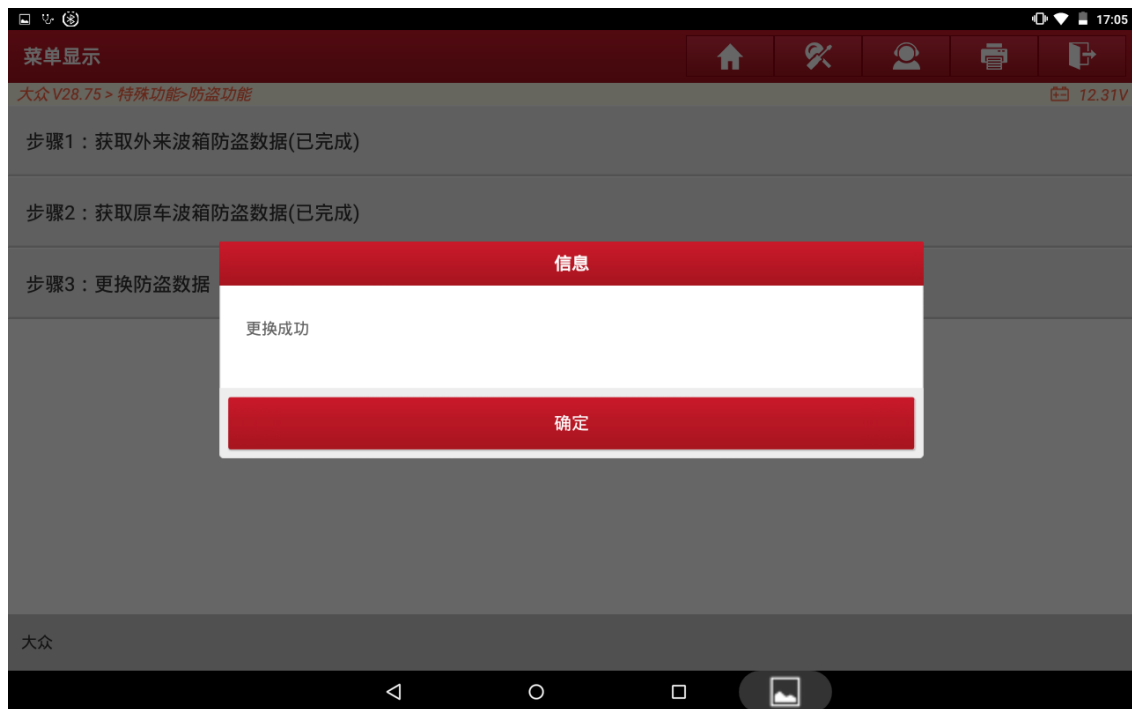 17:05
菜单显示
大众 V28.75 > 特殊功能>防盗功能
12.31V
步骤1：获取外来波箱防盗数据(已完成)
步骤2：获取原车波箱防盗数据(已完成)
步骤3：更换防盗数据
信息
更换成功
确定
大众